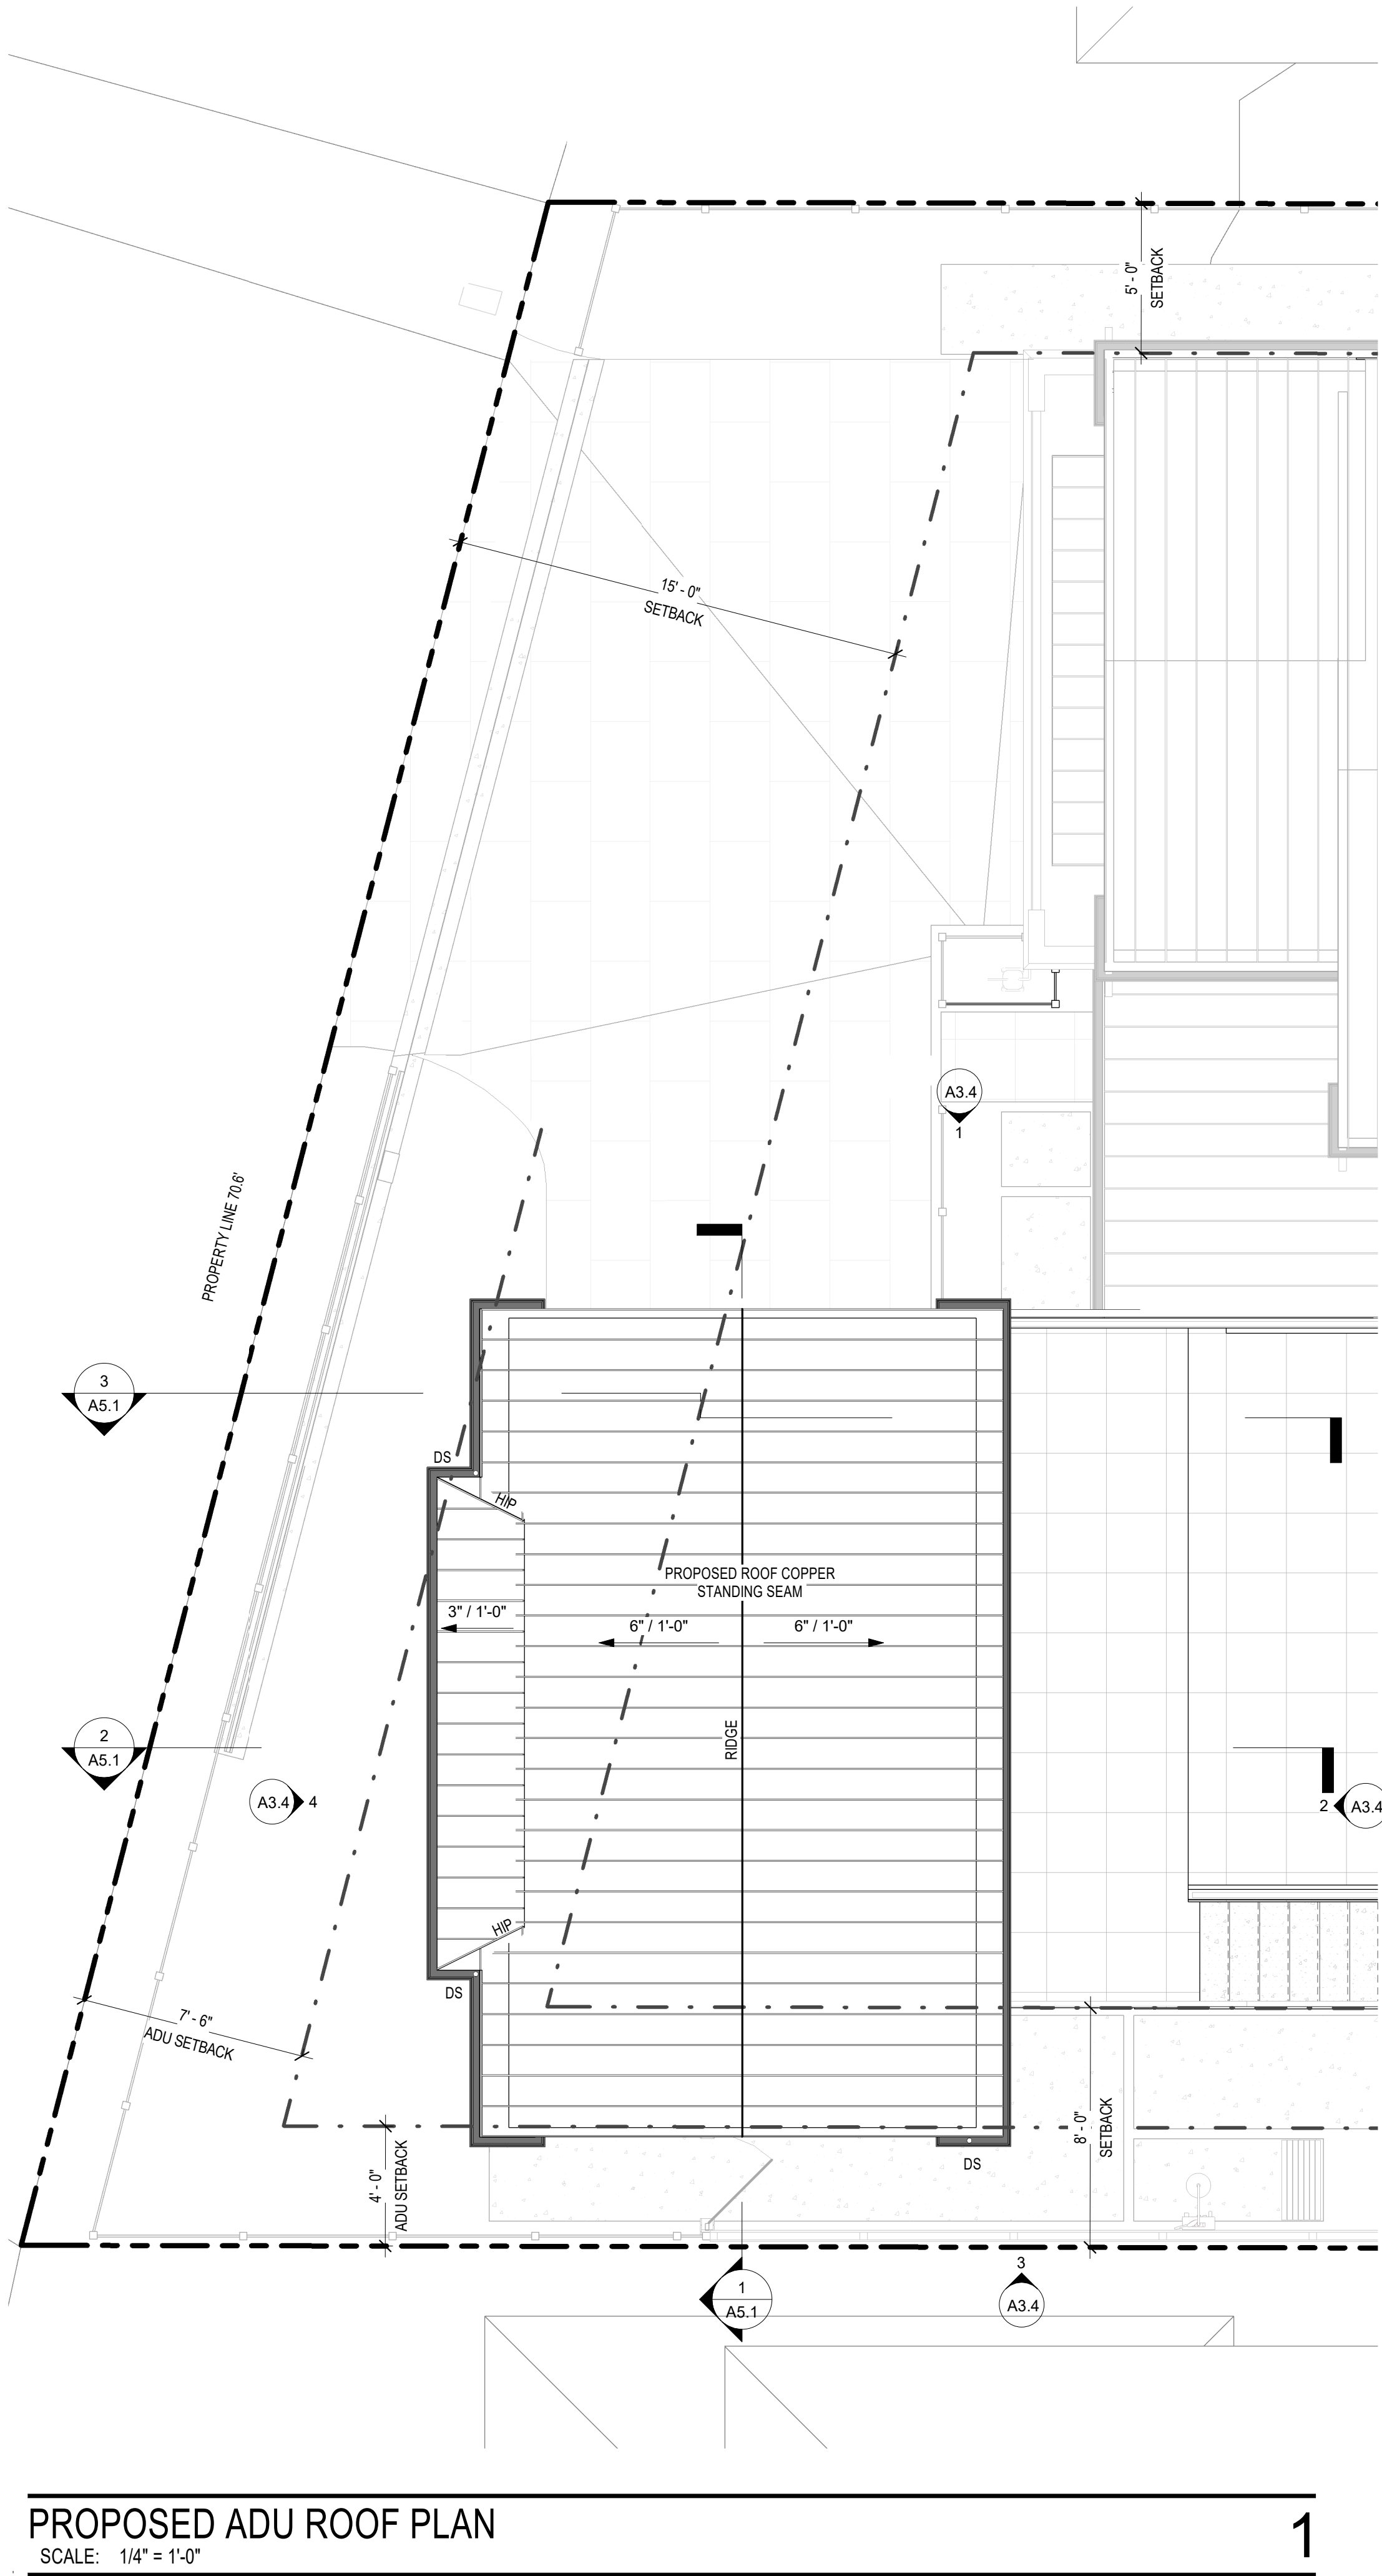 5' - 0"
SETBACK
15' - 0"
SETBACK
A3.4
1
PROPERTY LINE 70.6'
3
A5.1
DS
HIP
PROPOSED ROOF COPPER
STANDING SEAM
3" / 1'-0"
6" / 1'-0"
6" / 1'-0"
RIDGE
2
A5.1
A3.4
4
2
A3.4
HIP
DS
7' - 6"
ADU SETBACK
4' - 0"
ADU SETBACK
8' - 0"
SETBACK
DS
1
A5.1
3
A3.4
PROPOSED ADU ROOF PLAN
1
SCALE: 1/4" = 1'-0"